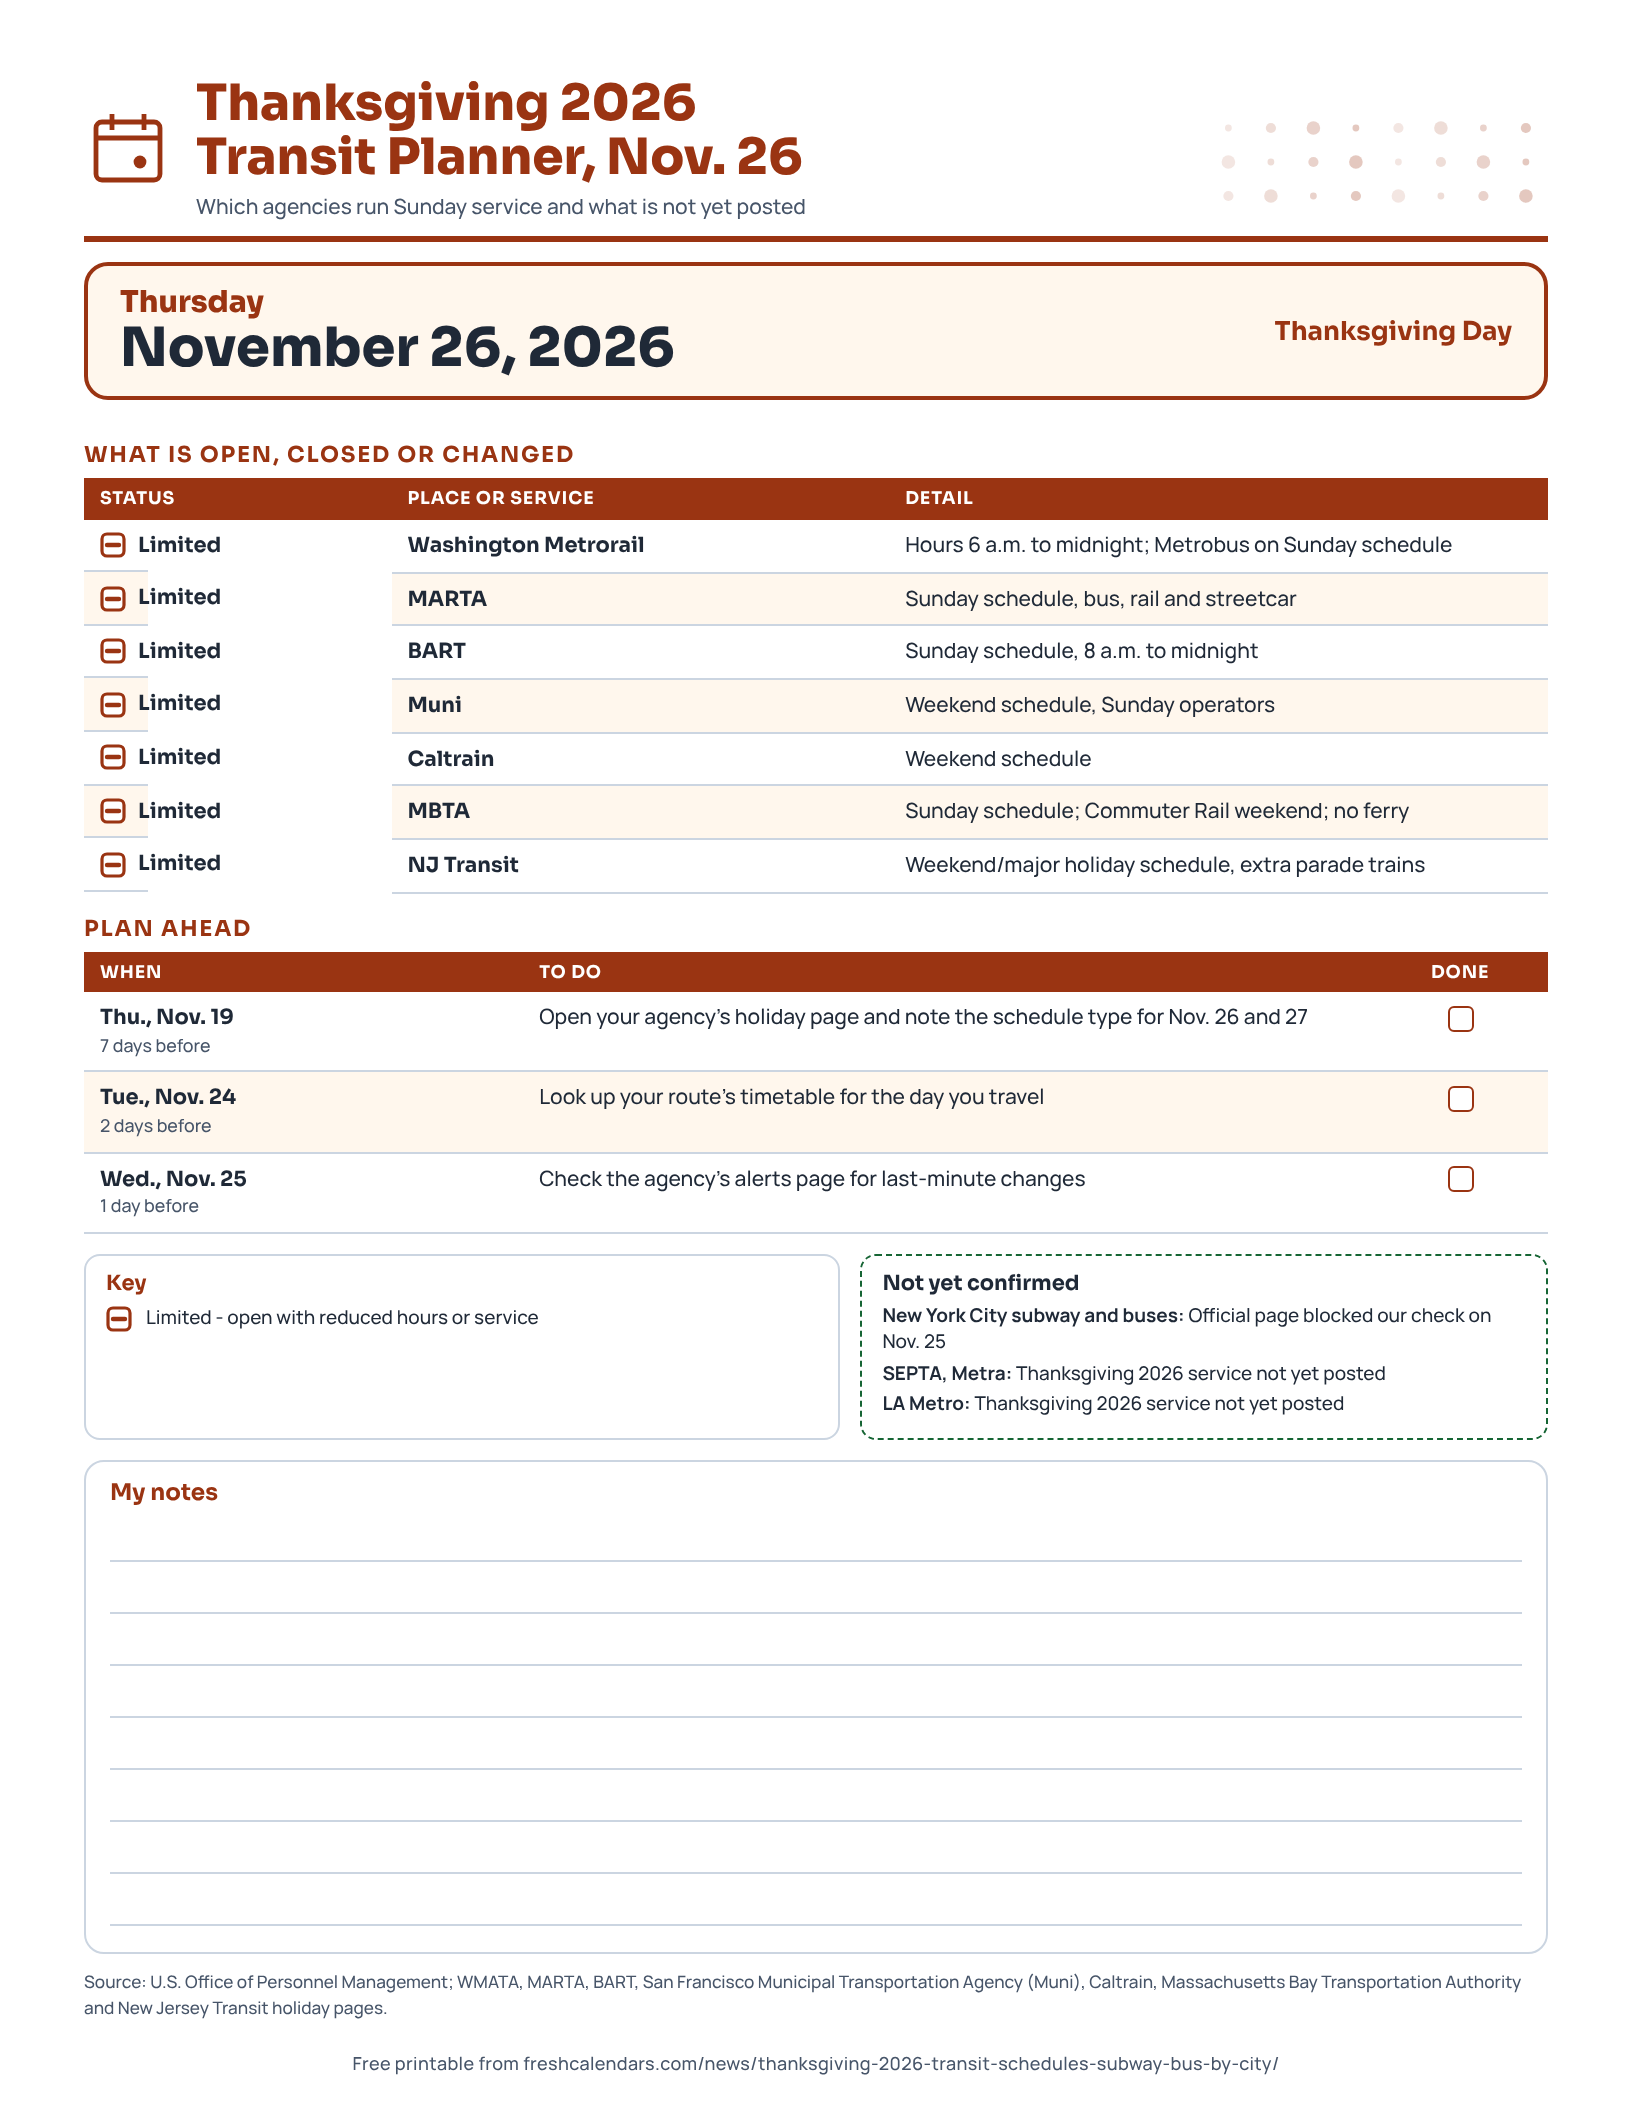 Thanksgiving 2026
Transit Planner, Nov. 26
Which agencies run Sunday service and what is not yet posted
Thursday
November 26, 2026
Thanksgiving Day
WHAT IS OPEN, CLOSED OR CHANGED
STATUS PLACE OR SERVICE DETAIL
Limited Washington Metrorail Hours 6 a.m. to midnight; Metrobus on Sunday schedule
Limited MARTA Sunday schedule, bus, rail and streetcar
Limited BART Sunday schedule, 8 a.m. to midnight
Limited Muni Weekend schedule, Sunday operators
Limited Caltrain Weekend schedule
Limited MBTA Sunday schedule; Commuter Rail weekend; no ferry
Limited NJ Transit Weekend/major holiday schedule, extra parade trains
PLAN AHEAD
WHEN TO DO DONE
Thu., Nov. 19 Open your agency’s holiday page and note the schedule type for Nov. 26 and 27
7 days before
Tue., Nov. 24 Look up your route’s timetable for the day you travel
2 days before
Wed., Nov. 25 Check the agency’s alerts page for last-minute changes
1 day before
Key
Limited - open with reduced hours or service
Not yet confirmed
New York City subway and buses: Official page blocked our check on
Nov. 25
SEPTA, Metra: Thanksgiving 2026 service not yet posted
LA Metro: Thanksgiving 2026 service not yet posted
My notes
Source: U.S. Office of Personnel Management; WMATA, MARTA, BART, San Francisco Municipal Transportation Agency (Muni), Caltrain, Massachusetts Bay Transportation Authority
and New Jersey Transit holiday pages.
Free printable from freshcalendars.com/news/thanksgiving-2026-transit-schedules-subway-bus-by-city/